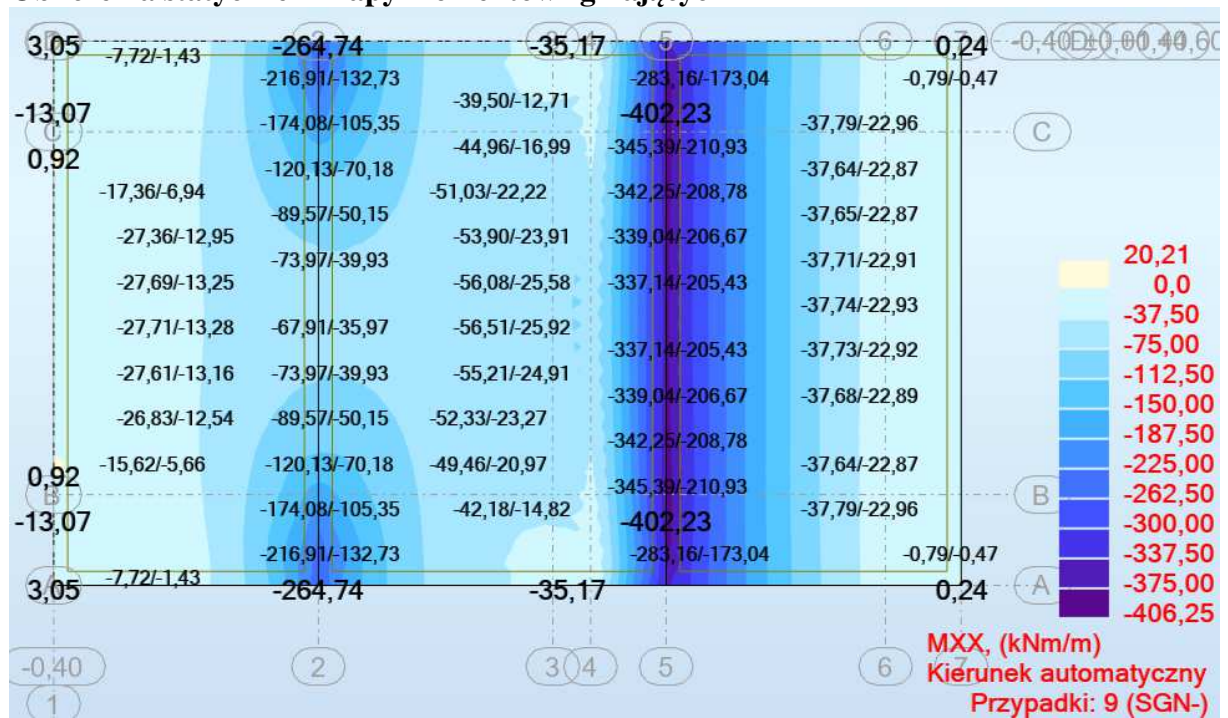 3,05 -264,74 -35,17 5 6 0,24
-7,72/-1,43
-216,91/-132,73 -283,16/-173,04 -0,79/-0,47
-39,50/-12,71
-13,07 -402,23
-174,08/-105,35 -37,79/-22,96
C C
-44,96/-16,99 -345,39/-210,93
0,92 -120,13/-70,18 -37,64/-22,87
-17,36/-6,94 -51,03/-22,22 -342,25/-208,78
-89,57/-50,15 -37,65/-22,87
-27,36/-12,95 -53,90/-23,91 -339,04/-206,67
-73,97/-39,93 -37,71/-22,91
-27,69/-13,25 -56,08/-25,58 -337,14/-205,43
-37,74/-22,93
-27,71/-13,28 -67,91/-35,97 -56,51/-25,92
-337,14/-205,43 -37,73/-22,92
-27,61/-13,16 -73,97/-39,93 -55,21/-24,91
-339,04/-206,67 -37,68/-22,89
-26,83/-12,54 -89,57/-50,15 -52,33/-23,27
-342,25/-208,78
-15,62/-5,66 -120,13/-70,18 -49,46/-20,97 -37,64/-22,87
0,92 -345,39/-210,93
B B
-174,08/-105,35 -42,18/-14,82 -37,79/-22,96
-13,07 -402,23
-216,91/-132,73 -283,16/-173,04 -0,79/-0,47
-7,72/-1,43
3,05 -264,74 -35,17 0,24 A
20,21
0,0
-37,50
-75,00
-112,50
-150,00
-187,50
-225,00
-262,50
-300,00
-337,50
-375,00
-406,25
MXX, (kNm/m)
Kierunek automatyczny
Przypadki: 9 (SGN-)
-0,40 2 3 4 5 6 7
1